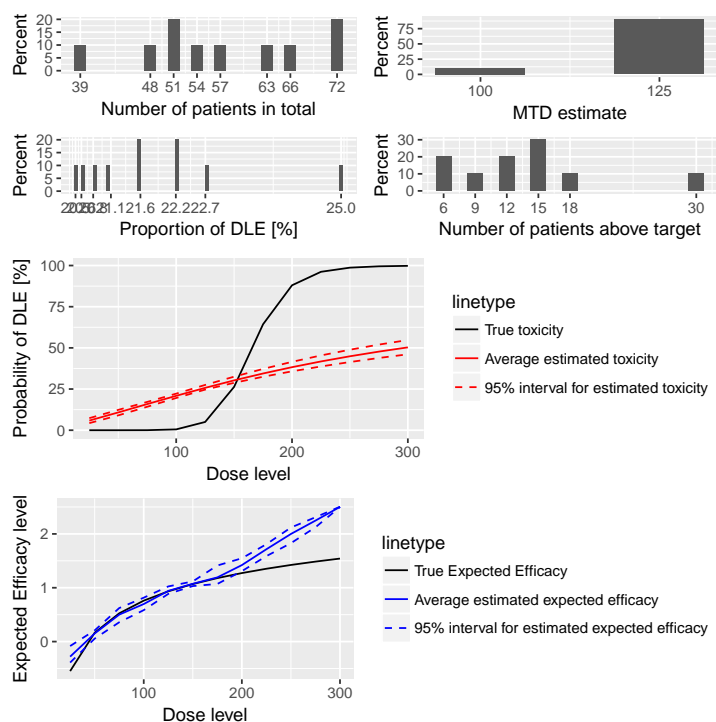 Percent
20
15
10
5
0
39 48 51 54 57 63 66 72
Number of patients in total
Percent
75
50
25
0
100 125
MTD estimate
Percent
20
15
10
5
0
21.6 22.2 22.7 25.0
Proportion of DLE [%]
Percent
30
20
10
0
6 9 12 15 18 30
Number of patients above target
Probability of DLE [%]
100
75
50
25
0
100 200 300
Dose level
linetype
True toxicity
Average estimated toxicity
95% interval for estimated toxicity
Expected Efficacy level
2
1
0
100 200 300
Dose level
linetype
True Expected Efficacy
Average estimated expected efficacy
95% interval for estimated expected efficacy